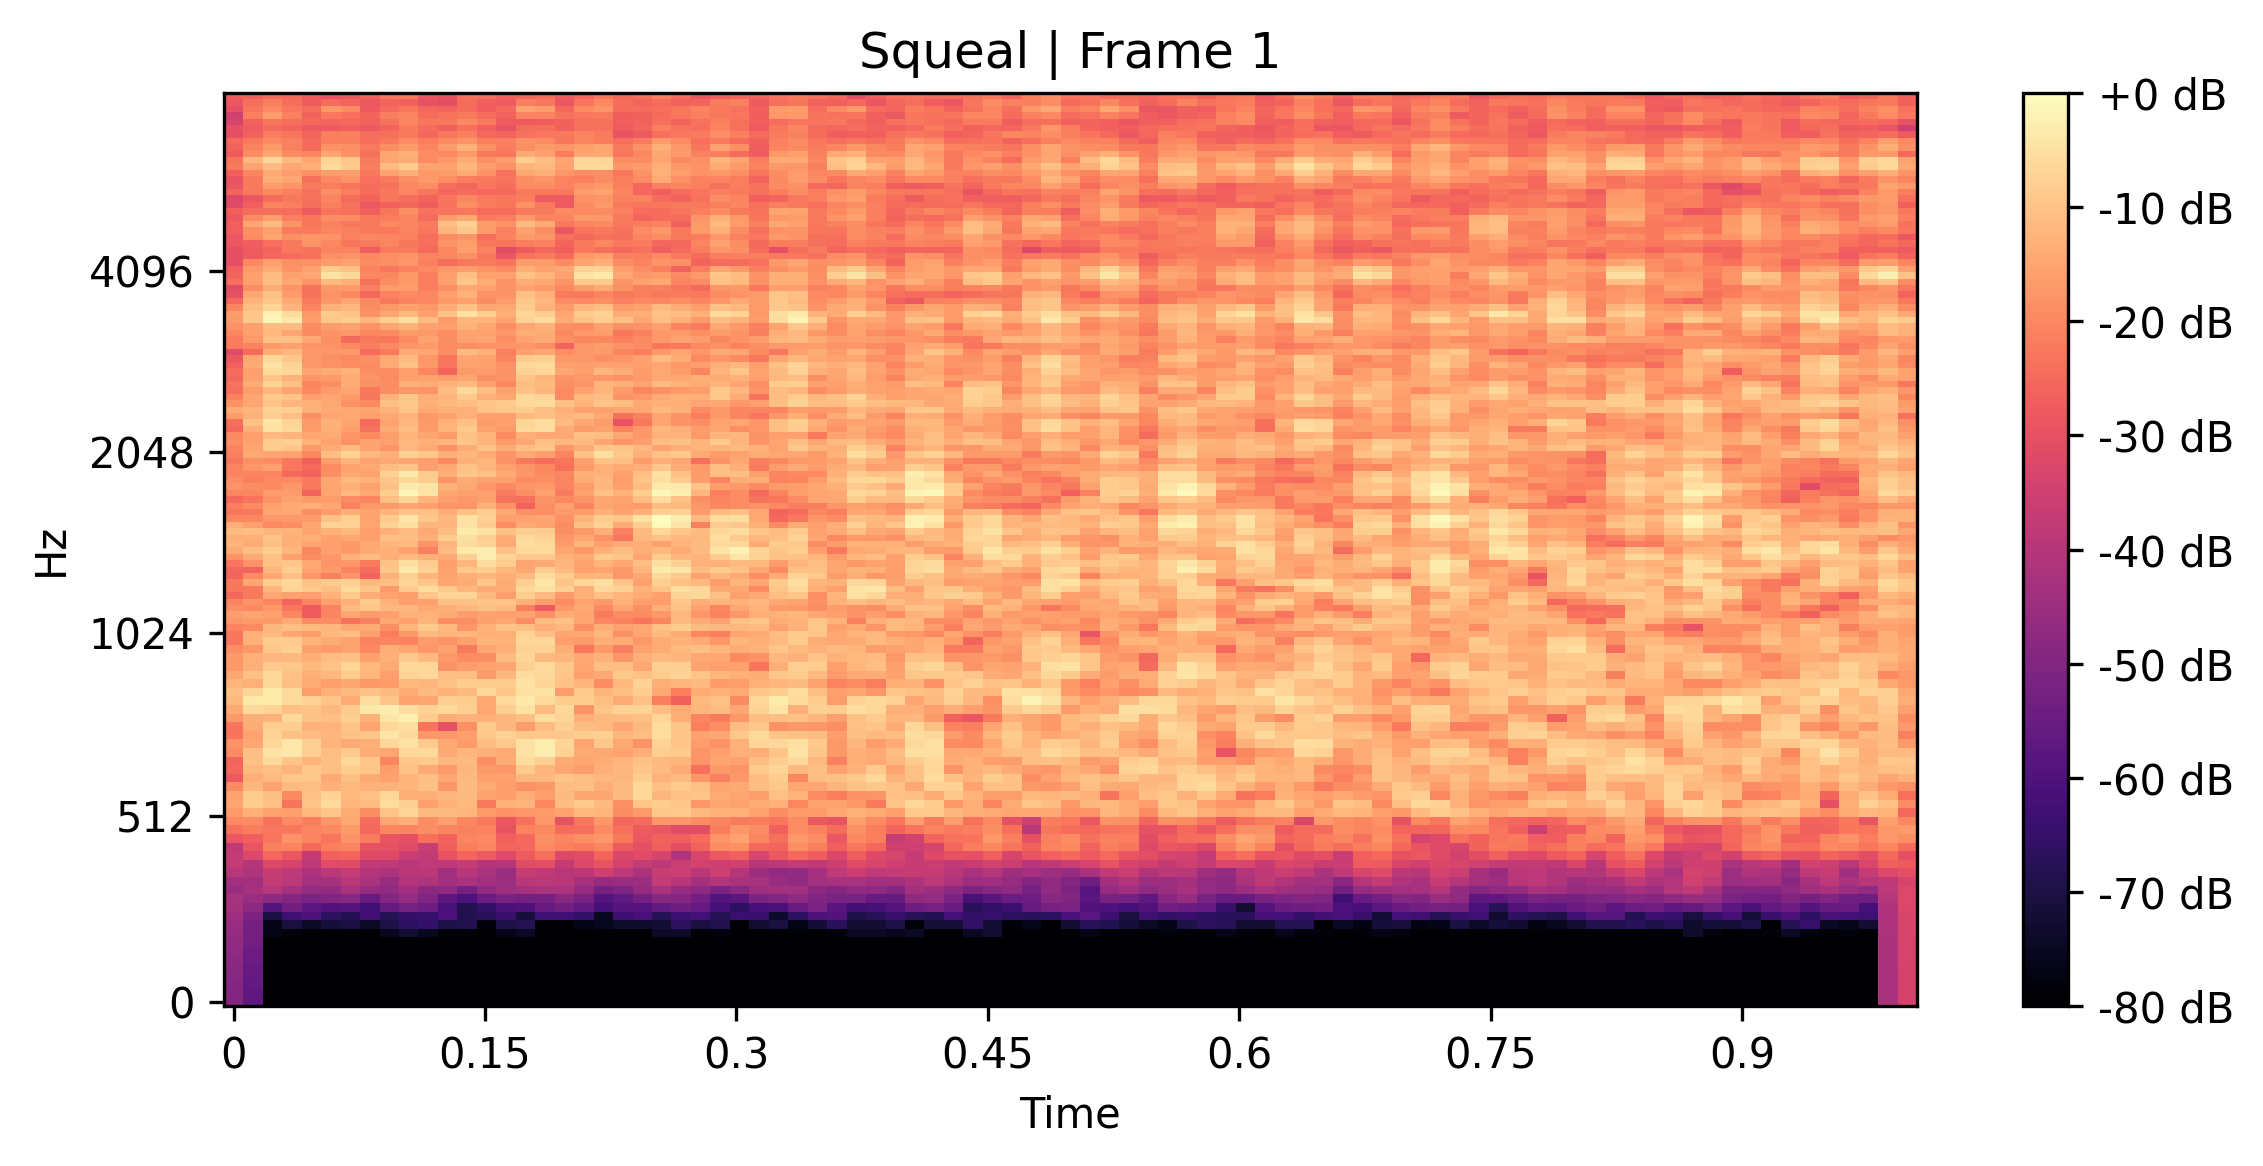 Squeal | Frame 1
+0 dB
-10 dB
-20 dB
-30 dB
-40 dB
-50 dB
-60 dB
-70 dB
-80 dB
Hz
4096
2048
1024
512
0
0 0.15 0.3 0.45 0.6 0.75 0.9
Time